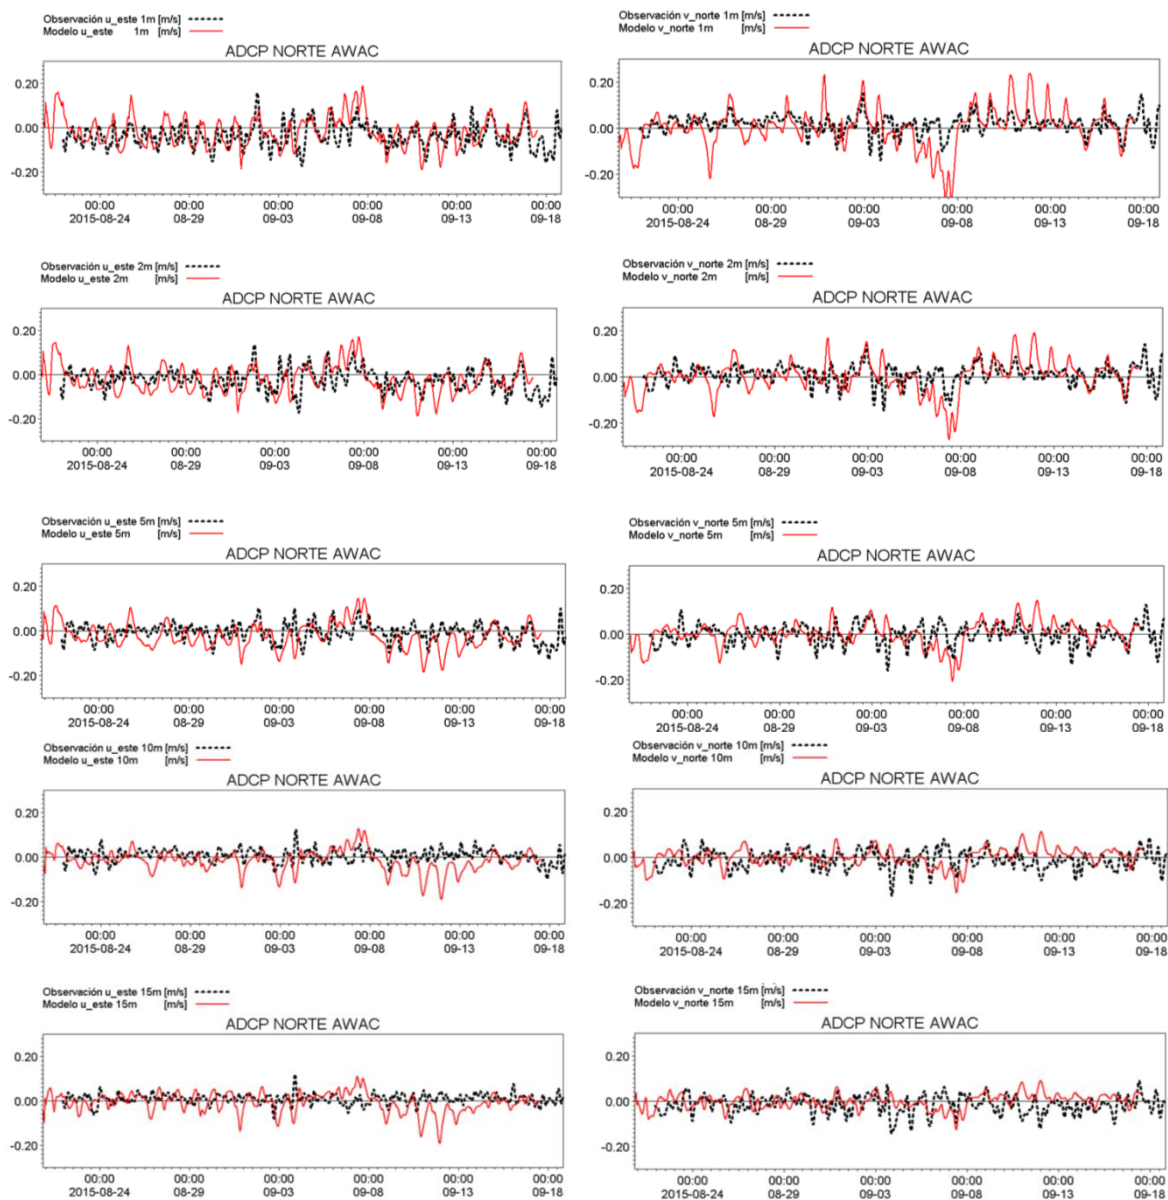 Observación u_este 1m [m/s]
Modelo u_este 1m [m/s]
ADCP NORTE AWAC
0.20
0.00
-0.20
00:00 00:00 00:00 00:00 00:00 00:00
2015-08-24 08-29 09-03 09-08 09-13 09-18
Observación v_norte 1m [m/s]
Modelo v_norte 1m [m/s]
ADCP NORTE AWAC
0.20
0.00
-0.20
00:00 00:00 00:00 00:00 00:00 00:00
2015-08-24 08-29 09-03 09-08 09-13 09-18
Observación u_este 2m [m/s]
Modelo u_este 2m [m/s]
ADCP NORTE AWAC
0.20
0.00
-0.20
00:00 00:00 00:00 00:00 00:00 00:00
2015-08-24 08-29 09-03 09-08 09-13 09-18
Observación v_norte 2m [m/s]
Modelo v_norte 2m [m/s]
ADCP NORTE AWAC
0.20
0.00
-0.20
00:00 00:00 00:00 00:00 00:00 00:00
2015-08-24 08-29 09-03 09-08 09-13 09-18
Observación u_este 5m [m/s]
Modelo u_este 5m [m/s]
ADCP NORTE AWAC
0.20
0.00
-0.20
00:00 00:00 00:00 00:00 00:00 00:00
2015-08-24 08-29 09-03 09-08 09-13 09-18
Observación v_norte 5m [m/s]
Modelo v_norte 5m [m/s]
ADCP NORTE AWAC
0.20
0.00
-0.20
00:00 00:00 00:00 00:00 00:00 00:00
2015-08-24 08-29 09-03 09-08 09-13 09-18
Observación u_este 10m [m/s]
Modelo u_este 10m [m/s]
ADCP NORTE AWAC
0.20
0.00
-0.20
00:00 00:00 00:00 00:00 00:00 00:00
2015-08-24 08-29 09-03 09-08 09-13 09-18
Observación v_norte 10m [m/s]
Modelo v_norte 10m [m/s]
ADCP NORTE AWAC
0.20
0.00
-0.20
00:00 00:00 00:00 00:00 00:00 00:00
2015-08-24 08-29 09-03 09-08 09-13 09-18
Observación u_este 15m [m/s]
Modelo u_este 15m [m/s]
ADCP NORTE AWAC
0.20
0.00
-0.20
00:00 00:00 00:00 00:00 00:00 00:00
2015-08-24 08-29 09-03 09-08 09-13 09-18
Observación v_norte 15m [m/s]
Modelo v_norte 15m [m/s]
ADCP NORTE AWAC
0.20
0.00
-0.20
00:00 00:00 00:00 00:00 00:00 00:00
2015-08-24 08-29 09-03 09-08 09-13